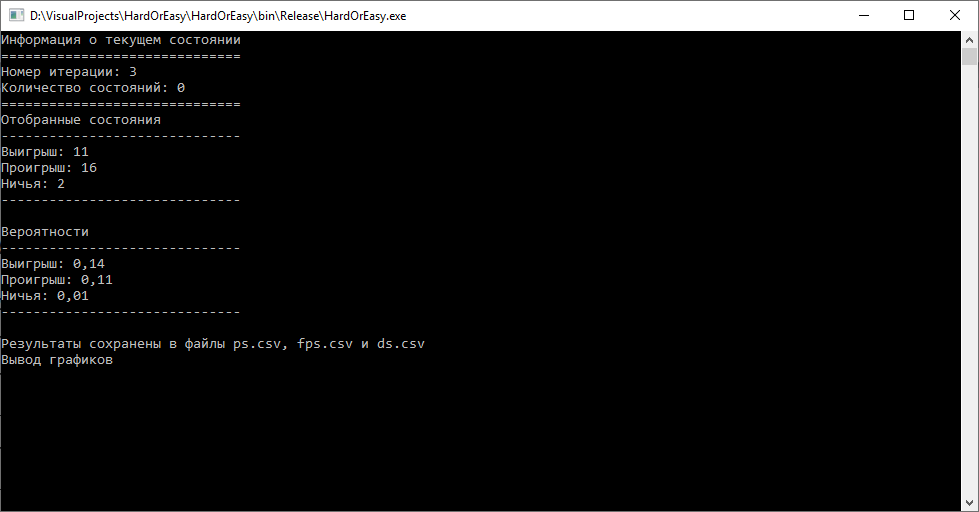 D:\VisualProjects\HardOrEasy\HardOrEasy\bin\Release\HardOrEasy.exe
Информация о текущем состоянии
==============================
Номер итерации: 3
Количество состояний: 0
==============================
Отобранные состояния
------------------------------
Выигрыш: 11
Проигрыш: 16
Ничья: 2
------------------------------
Вероятности
------------------------------
Выигрыш: 0,14
Проигрыш: 0,11
Ничья: 0,01
------------------------------
Результаты сохранены в файлы ps.csv, fps.csv и ds.csv
Вывод графиков